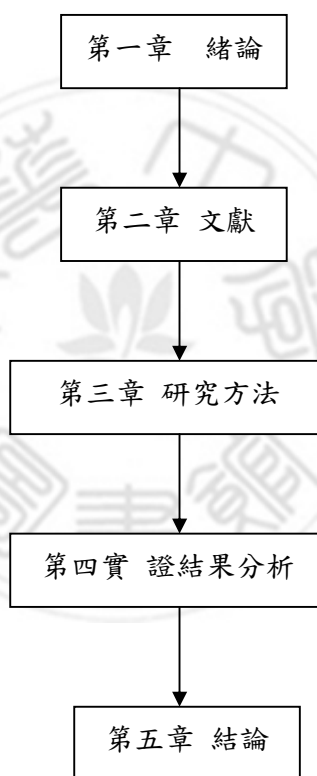 第一章 緒論
第二章 文獻
第三章 研究方法
第四實 證結果分析
第五章 結論